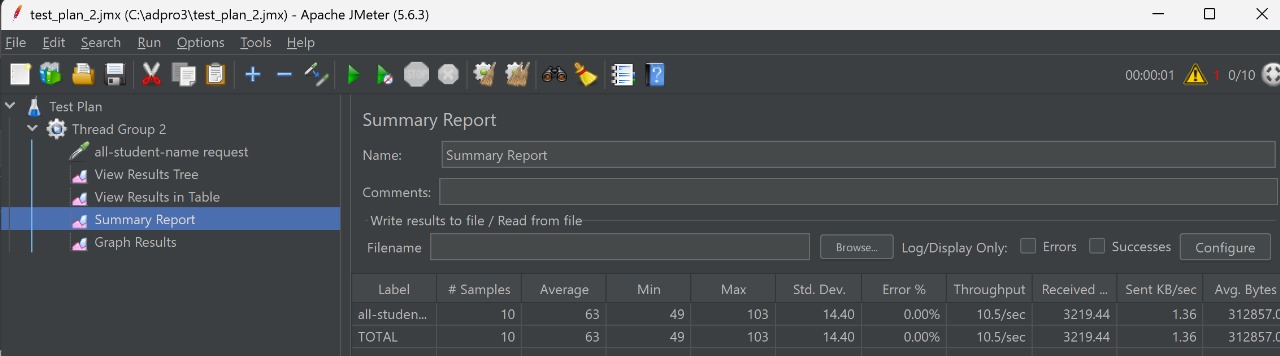 test_plan_2.jmx (C:\adpro3\test_plan_2.jmx) - Apache JMeter (5.6.3)
File Edit Search Run Options Tools Help
STOP 00:00:01 1 0/10
Test Plan
Thread Group 2
all-student-name request
View Results Tree
View Results in Table
Summary Report
Graph Results
Summary Report
Name: Summary Report
Comments:
Write results to file / Read from file
Filename Browse... Log/Display Only: Errors Successes Configure
Label # Samples Average Min Max Std. Dev. Error % Throughput Received ... Sent KB/sec Avg. Bytes
all-studen... 10 63 49 103 14.40 0.00% 10.5/sec 3219.44 1.36 312857.0
TOTAL 10 63 49 103 14.40 0.00% 10.5/sec 3219.44 1.36 312857.0